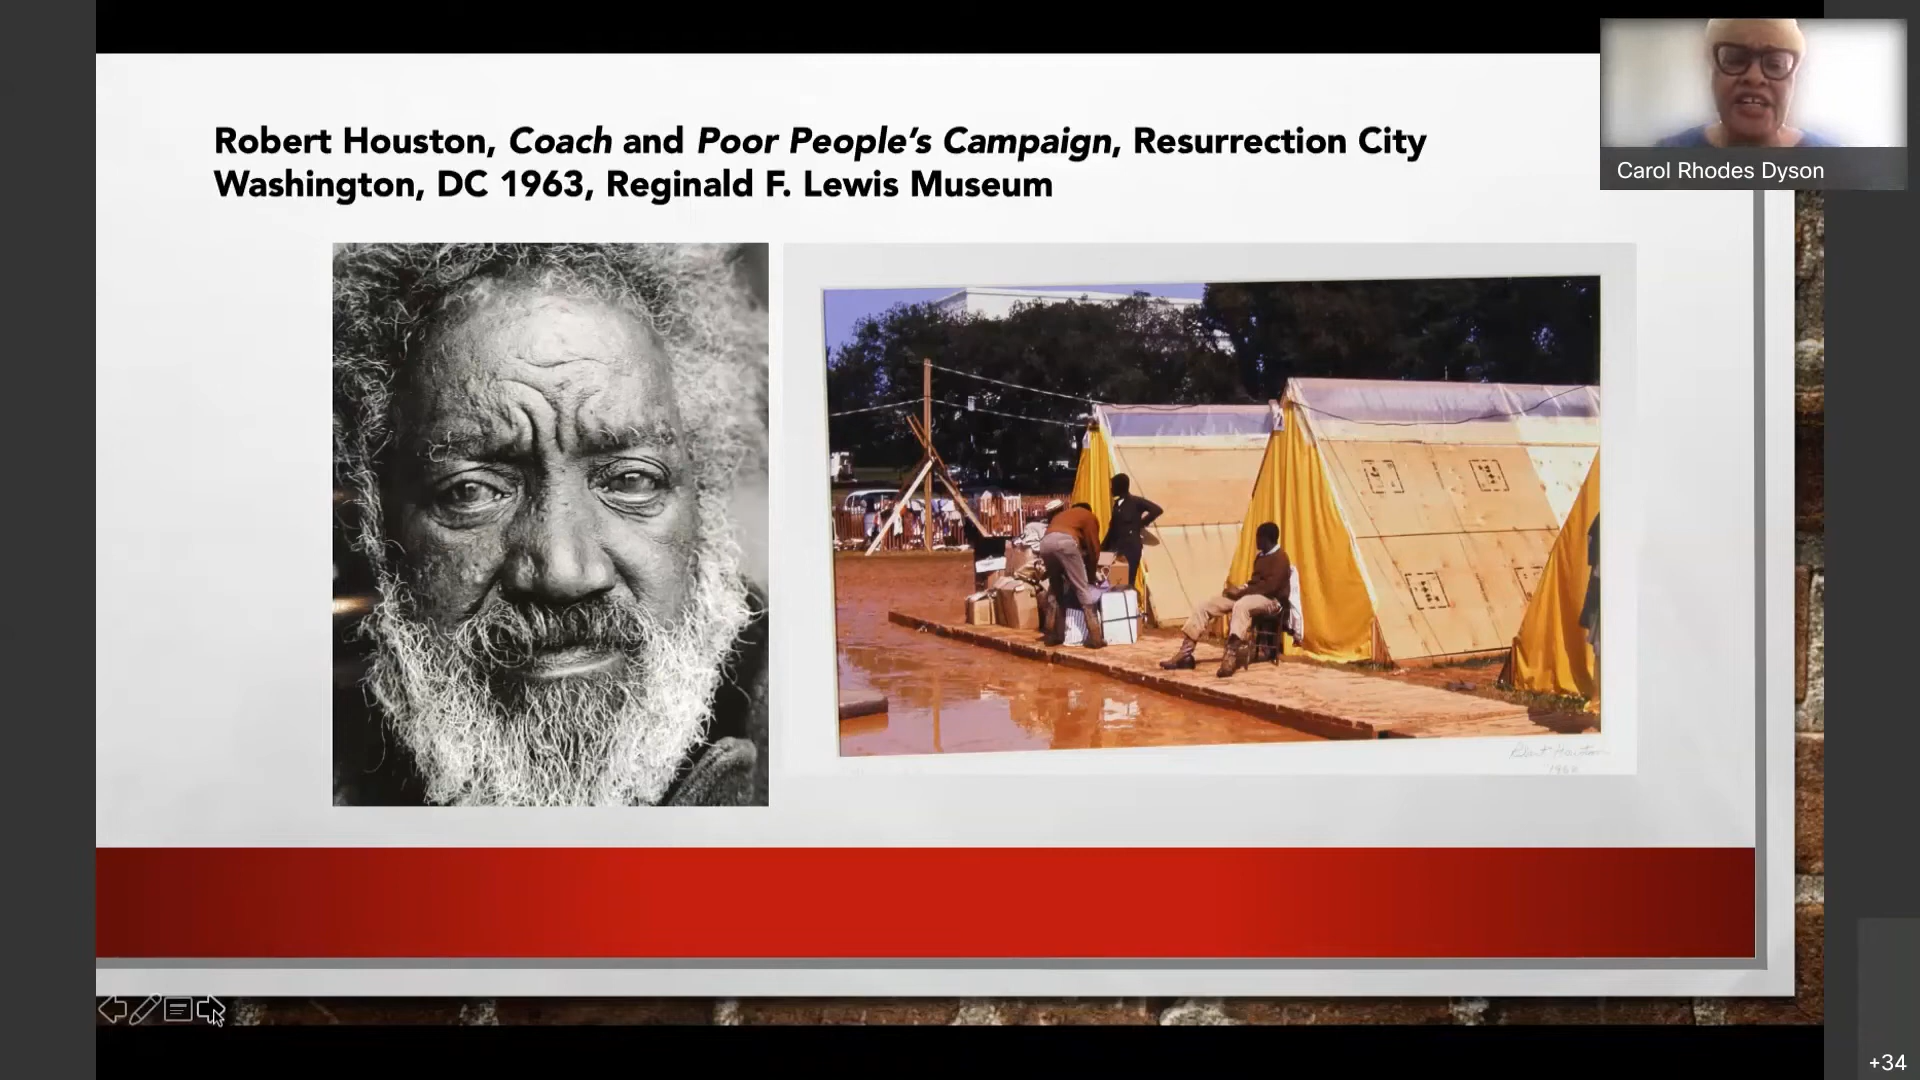 Robert Houston, Coach and Poor People's Campaign, Resurrection City
Washington, DC 1963, Reginald F. Lewis Museum
Carol Rhodes Dyson
+34